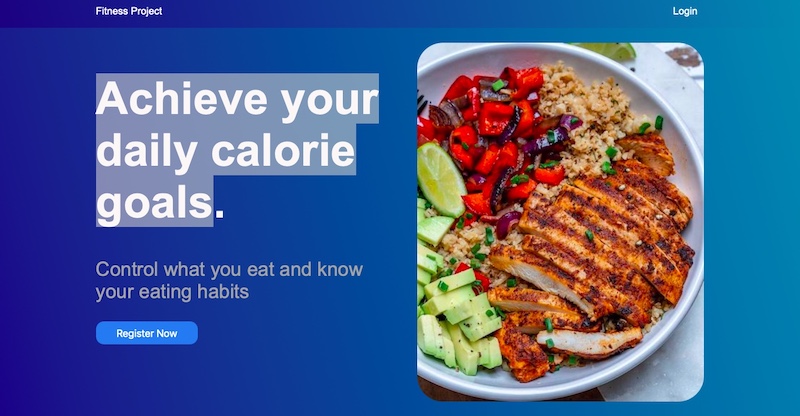 Fitness Project
Login
Achieve your
daily calorie
goals.
Control what you eat and know
your eating habits
Register Now